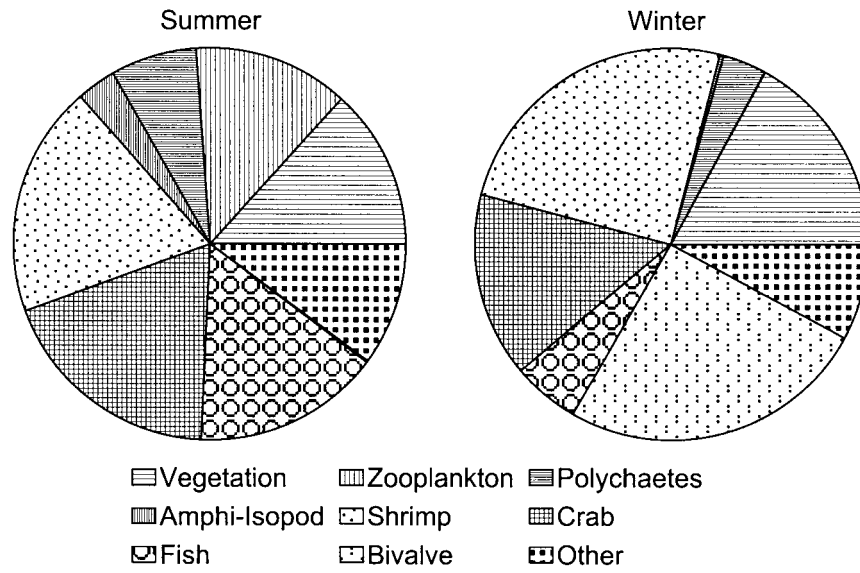 Summer Winter
Vegetation Zooplankton Polychaetes
Amphi-Isopod Shrimp Crab
Fish Bivalve Other